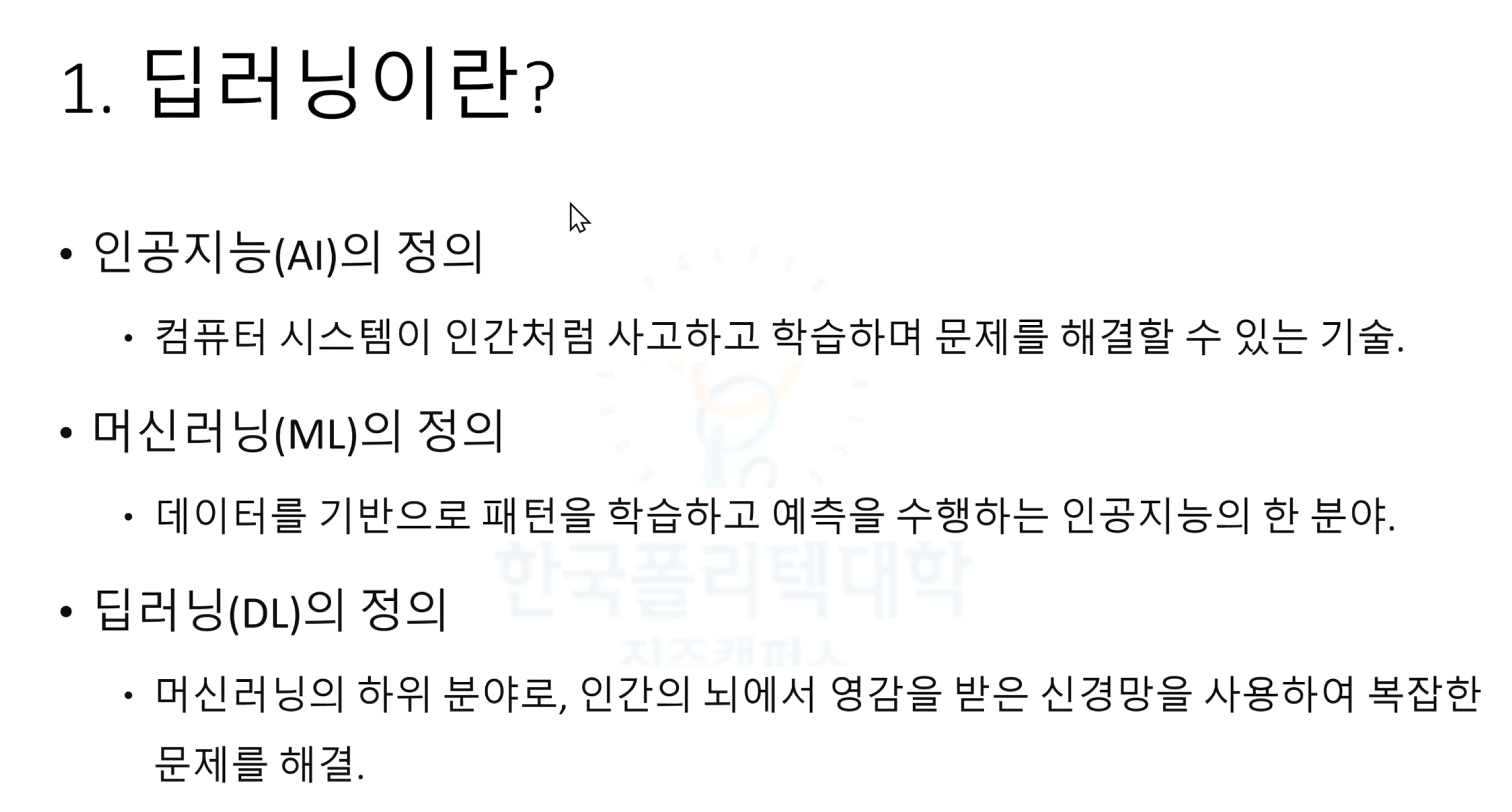 1. 딥러닝이란?
• 인공지능(AI)의 정의
• 컴퓨터 시스템이 인간처럼 사고하고 학습하며 문제를 해결할 수 있는 기술.
• 머신러닝(ML)의 정의
• 데이터를 기반으로 패턴을 학습하고 예측을 수행하는 인공지능의 한 분야.
한국폴리텍대학
• 딥러닝(DL)의 정의
• 머신러닝의 하위 분야로, 인간의 뇌에서 영감을 받은 신경망을 사용하여 복잡한
문제를 해결.